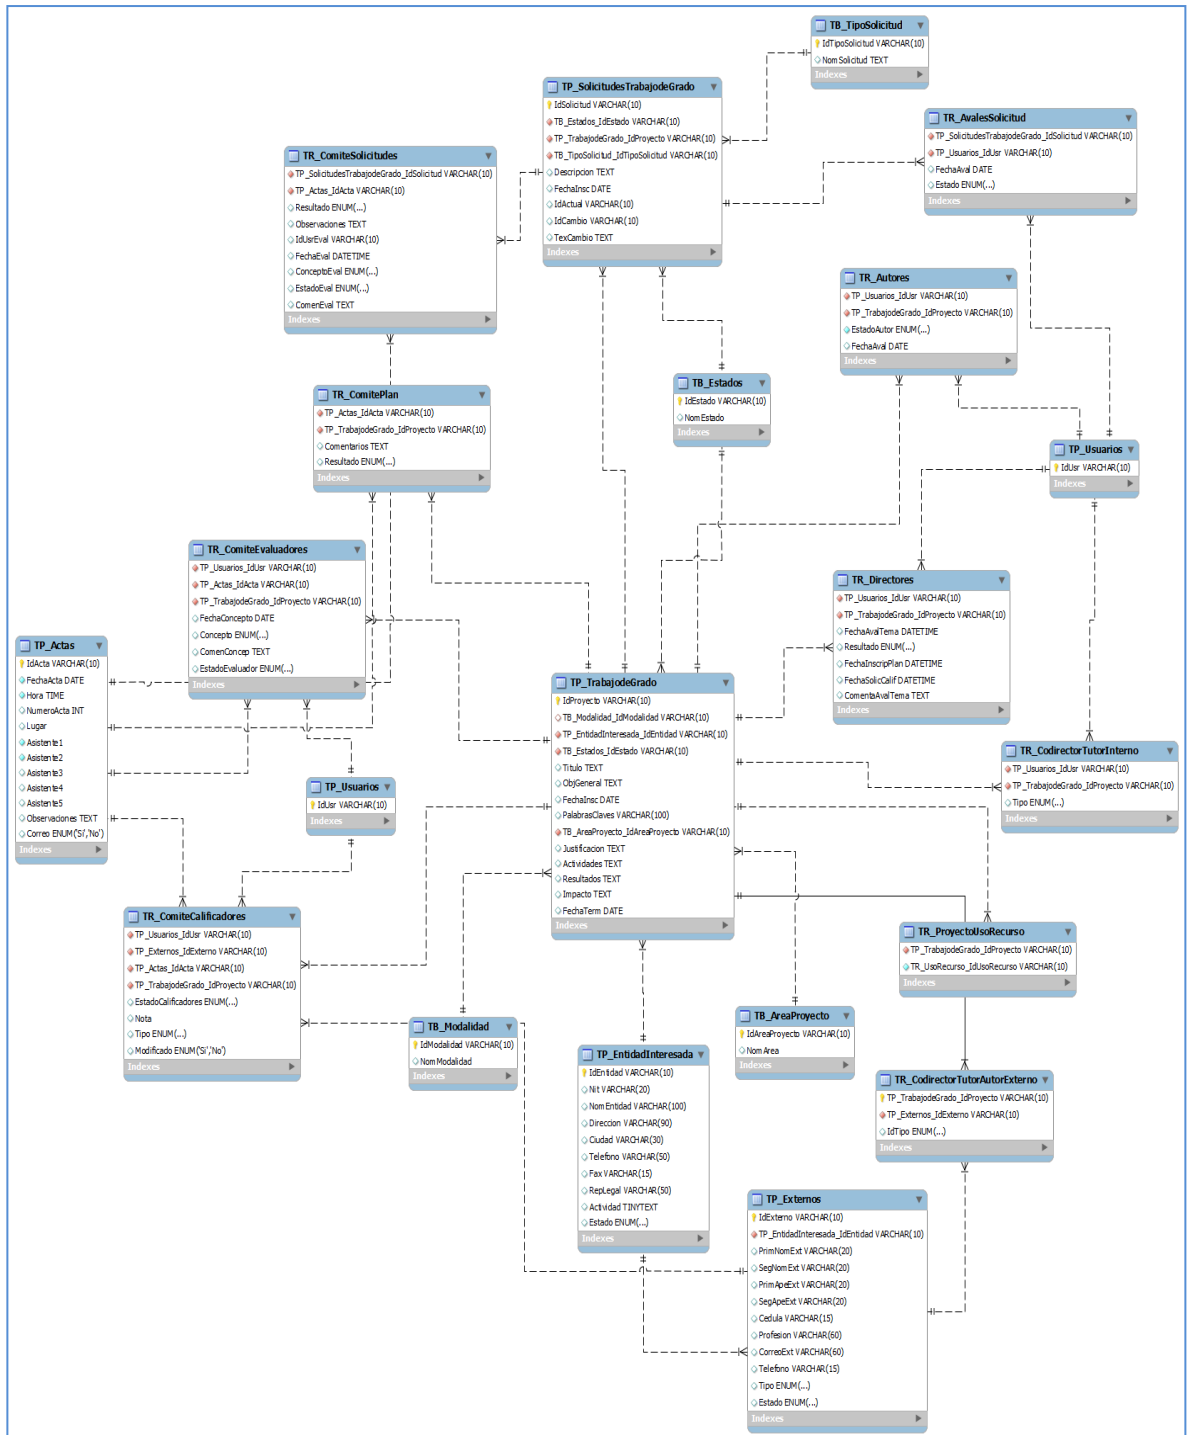 TB_TipoSolicitud
IdTipoSolicitud VARCHAR(10)
NomSolicitud TEXT
Indexes
TP_SolicitudesTrabajodeGrado
IdSolicitud VARCHAR(10)
TB_Estados_IdEstado VARCHAR(10)
TP_TrabajodeGrado_IdProyecto VARCHAR(10)
TB_TipoSolicitud_IdTipoSolicitud VARCHAR(10)
Descripcion TEXT
FechaInsc DATE
IdActual VARCHAR(10)
IdCambio VARCHAR(10)
TexCambio TEXT
Indexes
TR_AvalesSolicitud
TP_SolicitudesTrabajodeGrado_IdSolicitud VARCHAR(10)
TP_Usuarios_IdUsr VARCHAR(10)
FechaAval DATE
Estado ENUM(...)
Indexes
TR_ComiteSolicitudes
TP_SolicitudesTrabajodeGrado_IdSolicitud VARCHAR(10)
TP_Actas_IdActa VARCHAR(10)
Resultado ENUM(...)
Observaciones TEXT
IdUsrEval VARCHAR(10)
FechaEval DATETIME
ConceptoEval ENUM(...)
EstadoEval ENUM(...)
ComenEval TEXT
Indexes
TR_Autores
TP_Usuarios_IdUsr VARCHAR(10)
TP_TrabajodeGrado_IdProyecto VARCHAR(10)
EstadoAutor ENUM(...)
FechaAval DATE
Indexes
TB_Estados
IdEstado VARCHAR(10)
NomEstado
Indexes
TR_ComitePlan
TP_Actas_IdActa VARCHAR(10)
TP_TrabajodeGrado_IdProyecto VARCHAR(10)
Comentarios TEXT
Resultado ENUM(...)
Indexes
TP_Usuarios
IdUsr VARCHAR(10)
Indexes
TR_ComiteEvaluadores
TP_Usuarios_IdUsr VARCHAR(10)
TP_Actas_IdActa VARCHAR(10)
TP_TrabajodeGrado_IdProyecto VARCHAR(10)
FechaConcepto DATE
Concepto ENUM(...)
ComenConcep TEXT
EstadoEvaluador ENUM(...)
Indexes
TR_Directores
TP_Usuarios_IdUsr VARCHAR(10)
TP_TrabajodeGrado_IdProyecto VARCHAR(10)
FechaAvalTema DATETIME
Resultado ENUM(...)
FechaInscripPlan DATETIME
FechaSolicCalif DATETIME
ComentaAvalTema TEXT
Indexes
TP_Actas
IdActa VARCHAR(10)
FechaActa DATE
Hora TIME
NumeroActa INT
Lugar
Asistente1
Asistente2
Asistente3
Asistente4
Asistente5
Observaciones TEXT
Correo ENUM('Si','No')
Indexes
TP_TrabajodeGrado
IdProyecto VARCHAR(10)
TB_Modalidad_IdModalidad VARCHAR(10)
TP_EntidadInteresada_IdEntidad VARCHAR(10)
TB_Estados_IdEstado VARCHAR(10)
Titulo TEXT
ObjGeneral TEXT
FechaInsc DATE
PalabrasClaves VARCHAR(100)
TB_AreaProyecto_IdAreaProyecto VARCHAR(10)
Justificacion TEXT
Actividades TEXT
Resultados TEXT
Impacto TEXT
FechaTerm DATE
Indexes
TR_CodirectorTutorInterno
TP_Usuarios_IdUsr VARCHAR(10)
TP_TrabajodeGrado_IdProyecto VARCHAR(10)
Tipo ENUM(...)
Indexes
TP_Usuarios
IdUsr VARCHAR(10)
Indexes
TR_ComiteCalificadores
TP_Usuarios_IdUsr VARCHAR(10)
TP_Externos_IdExterno VARCHAR(10)
TP_Actas_IdActa VARCHAR(10)
TP_TrabajodeGrado_IdProyecto VARCHAR(10)
EstadoCalificadores ENUM(...)
Nota
Tipo ENUM(...)
Modificado ENUM('Si','No')
Indexes
TR_ProyectoUsoRecurso
TP_TrabajodeGrado_IdProyecto VARCHAR(10)
TR_UsoRecurso_IdUsoRecurso VARCHAR(10)
Indexes
TB_Modalidad
IdModalidad VARCHAR(10)
NomModalidad
Indexes
TB_AreaProyecto
IdAreaProyecto VARCHAR(10)
NomArea
Indexes
TP_EntidadInteresada
IdEntidad VARCHAR(10)
Nit VARCHAR(20)
NomEntidad VARCHAR(100)
Direccion VARCHAR(90)
Ciudad VARCHAR(30)
Telefono VARCHAR(50)
Fax VARCHAR(15)
RepLegal VARCHAR(50)
Actividad TINYTEXT
Estado ENUM(...)
Indexes
TR_CodirectorTutorAutorExterno
TP_TrabajodeGrado_IdProyecto VARCHAR(10)
TP_Externos_IdExterno VARCHAR(10)
IdTipo ENUM(...)
Indexes
TP_Externos
IdExterno VARCHAR(10)
TP_EntidadInteresada_IdEntidad VARCHAR(10)
PrimNomExt VARCHAR(20)
SegNomExt VARCHAR(20)
PrimApeExt VARCHAR(20)
SegApeExt VARCHAR(20)
Cedula VARCHAR(15)
Profesion VARCHAR(60)
CorreoExt VARCHAR(60)
Telefono VARCHAR(15)
Tipo ENUM(...)
Estado ENUM(...)
Indexes